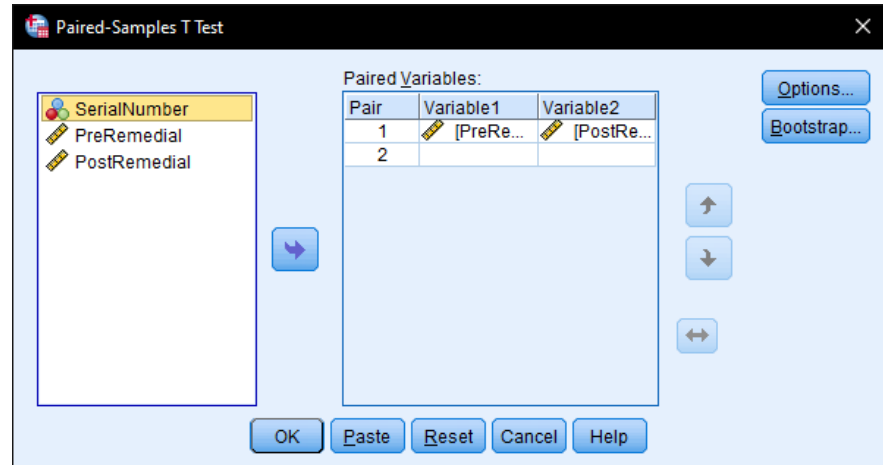 Paired-Samples T Test
Paired Variables:
SerialNumber
PreRemedial
PostRemedial
Pair Variable1 Variable2
1 [PreRe... [PostRe...
2
Options...
Bootstrap...
OK Paste Reset Cancel Help